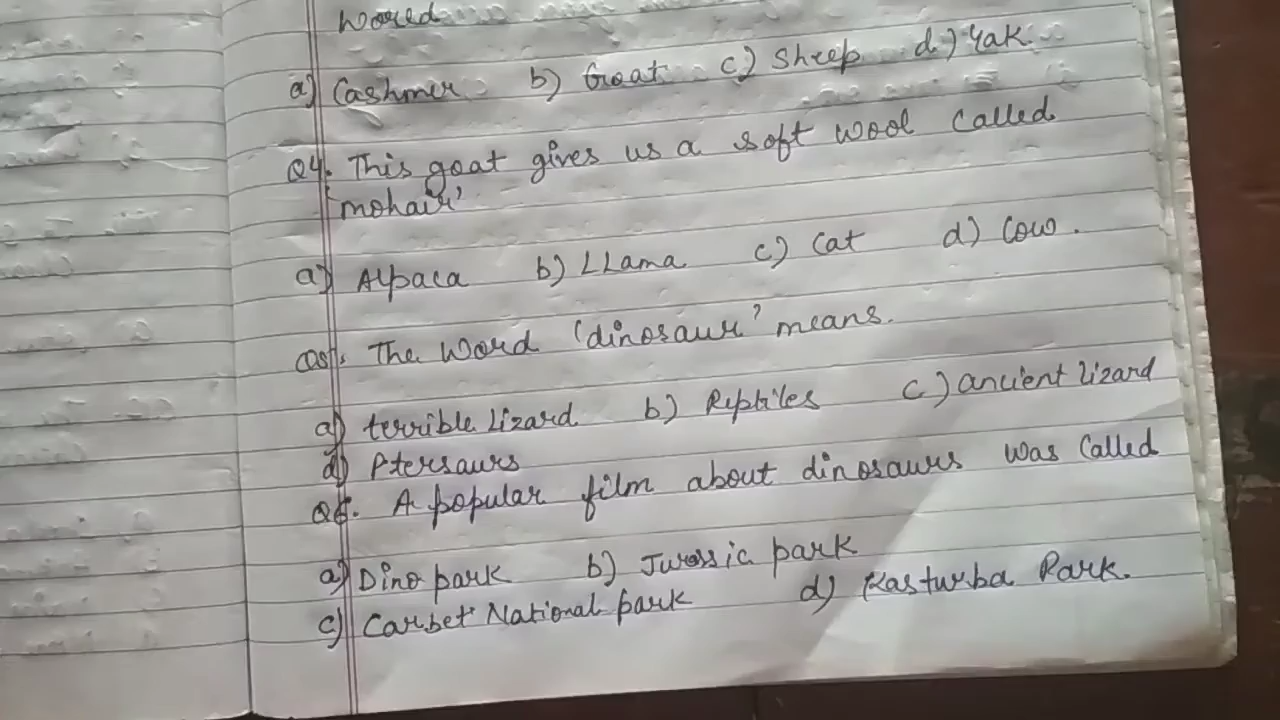 World
a) Cashmer b) Goat c) Sheep d) Yak
Q4. This goat gives us a soft wool called
'mohair'
a) Alpaca b) LLama c) Cat d) Cow.
Q5. The word 'dinosaur' means.
a) terrible lizard b) Reptiles c) ancient lizard
d) Ptersaurs
Q6. A popular film about dinosaurs was called
a) Dino park b) Jurassic park
c) Carbet National park d) Kasturba Park.